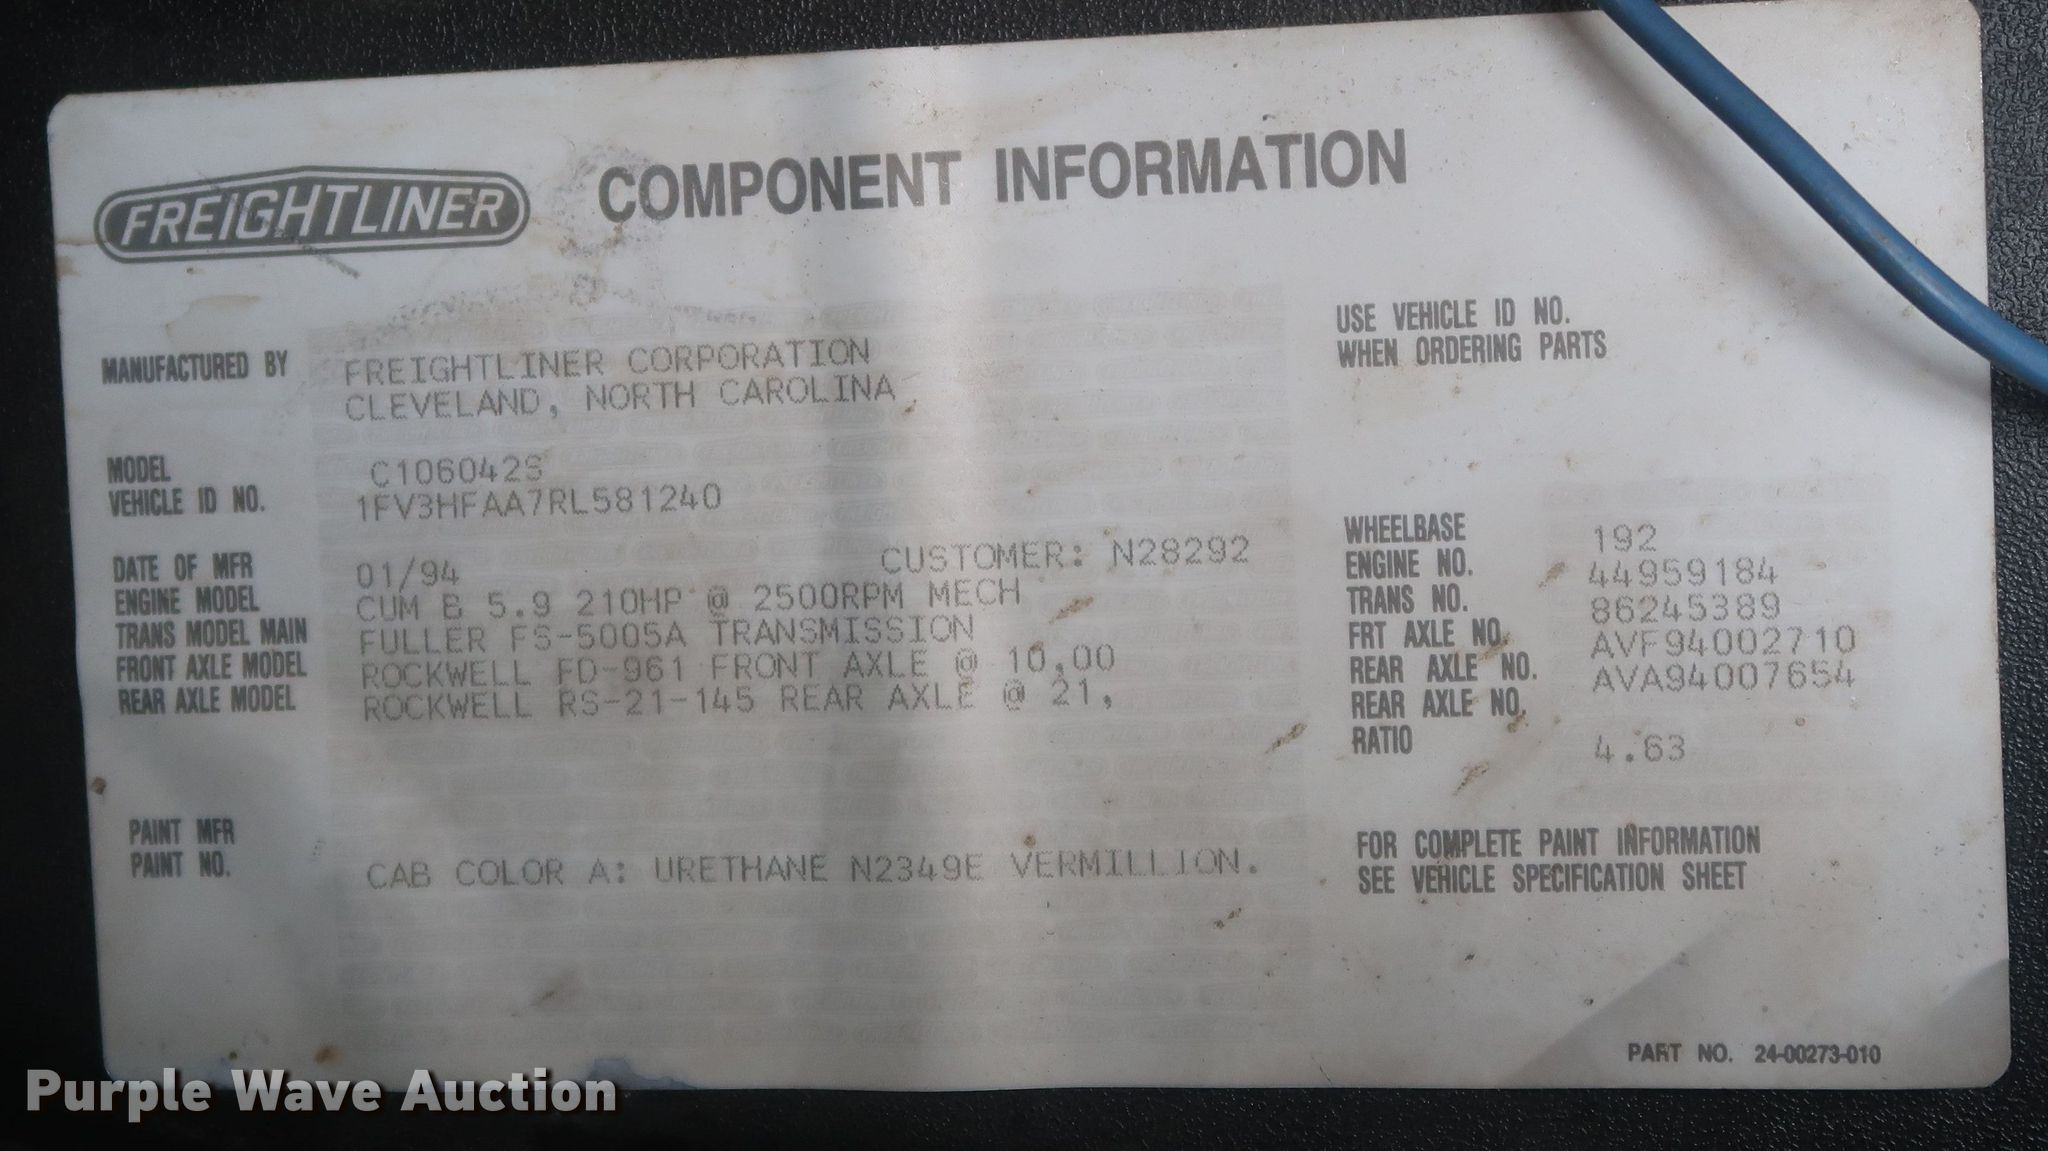 FREIGHTLINER
COMPONENT INFORMATION
MANUFACTURED BY FREIGHTLINER CORPORATION
CLEVELAND, NORTH CAROLINA
USE VEHICLE ID NO.
WHEN ORDERING PARTS
MODEL C106042S
VEHICLE ID NO. 1FV3HFAA7RL581240
CUSTOMER: N28292
DATE OF MFR 01/94
ENGINE MODEL CUM B 5.9 210HP @ 2500RPM MECH
TRANS MODEL MAIN FULLER FS-5005A TRANSMISSION
FRONT AXLE MODEL ROCKWELL FD-961 FRONT AXLE @ 10,00
REAR AXLE MODEL ROCKWELL RS-21-145 REAR AXLE @ 21,
WHEELBASE 192
ENGINE NO. 44959184
TRANS NO. 86245389
FRT AXLE NO. AVF94002710
REAR AXLE NO. AVA94007654
REAR AXLE NO.
RATIO 4.63
PAINT MFR
PAINT NO. CAB COLOR A: URETHANE N2349E VERMILLION.
FOR COMPLETE PAINT INFORMATION
SEE VEHICLE SPECIFICATION SHEET
PART NO. 24-00273-010
Purple Wave Auction